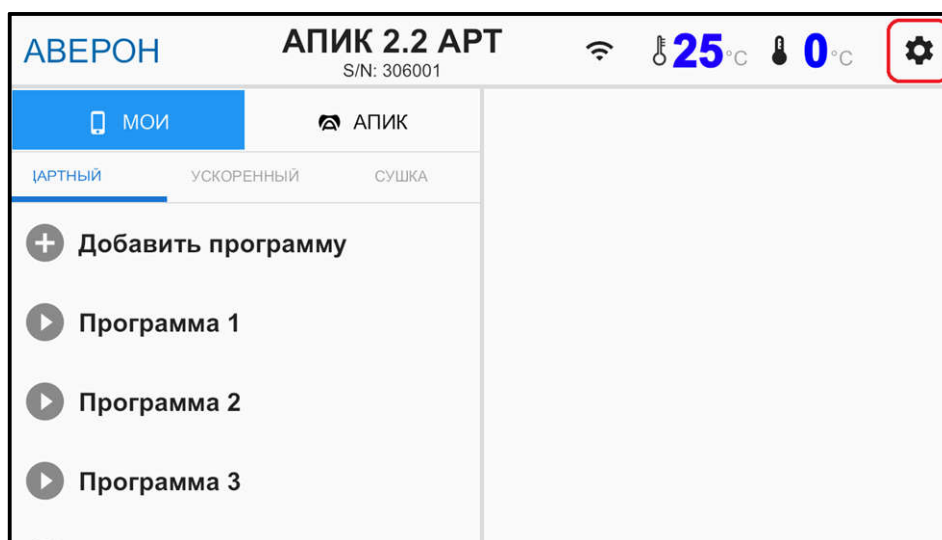 АВЕРОН
АПИК 2.2 АРТ
S/N: 306001
25°C 0°C
МОИ АПИК
ДАРТНЫЙ УСКОРЕННЫЙ СУШКА
Добавить программу
Программа 1
Программа 2
Программа 3